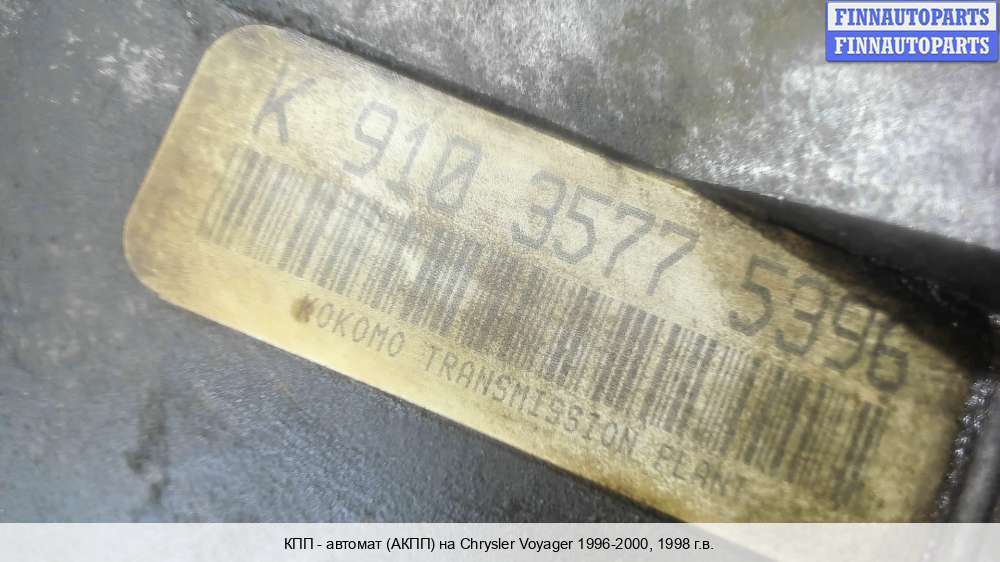 FINNAUTOPARTS
FINNAUTOPARTS
K 910 3577 5396
KOKOMO TRANSMISSION PLANT
КПП - автомат (АКПП) на Chrysler Voyager 1996-2000, 1998 г.в.